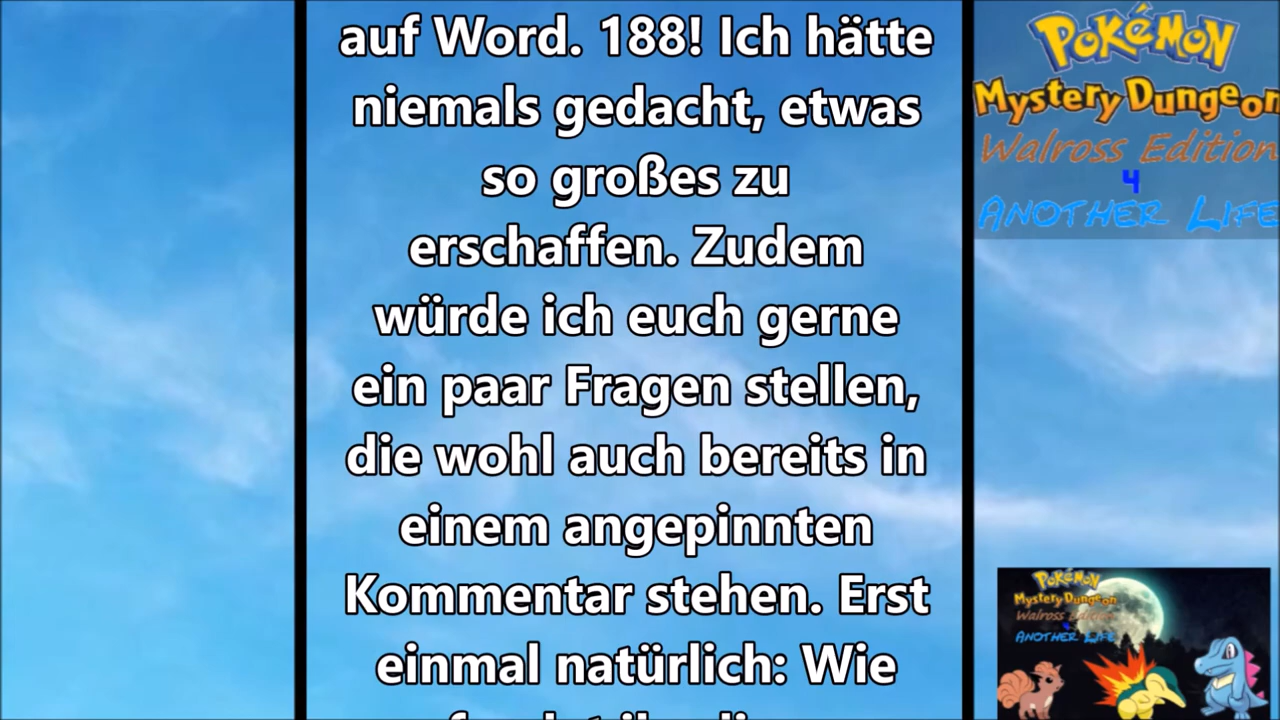 auf Word. 188! Ich hätte
niemals gedacht, etwas
so großes zu
erschaffen. Zudem
würde ich euch gerne
ein paar Fragen stellen,
die wohl auch bereits in
einem angepinnten
Kommentar stehen. Erst
einmal natürlich: Wie
POKéMON
Mystery Dungeon
Walross Edition
4
ANOTHER LIFE
POKéMON
Mystery Dungeon
Walross Edition
4
ANOTHER LIFE